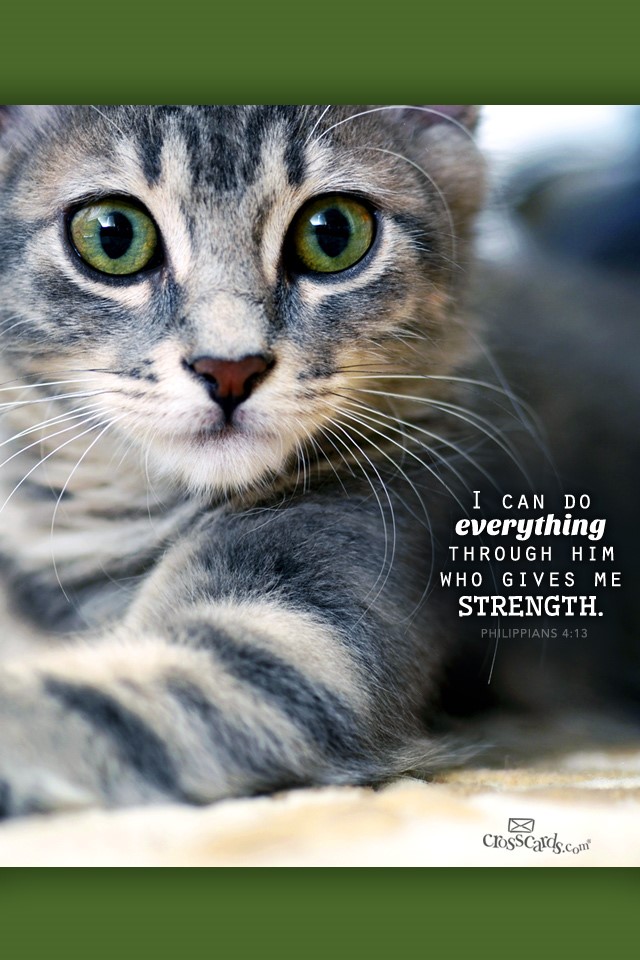 I CAN DO
everything
THROUGH HIM
WHO GIVES ME
STRENGTH.
PHILIPPIANS 4:13
crosscards.com®